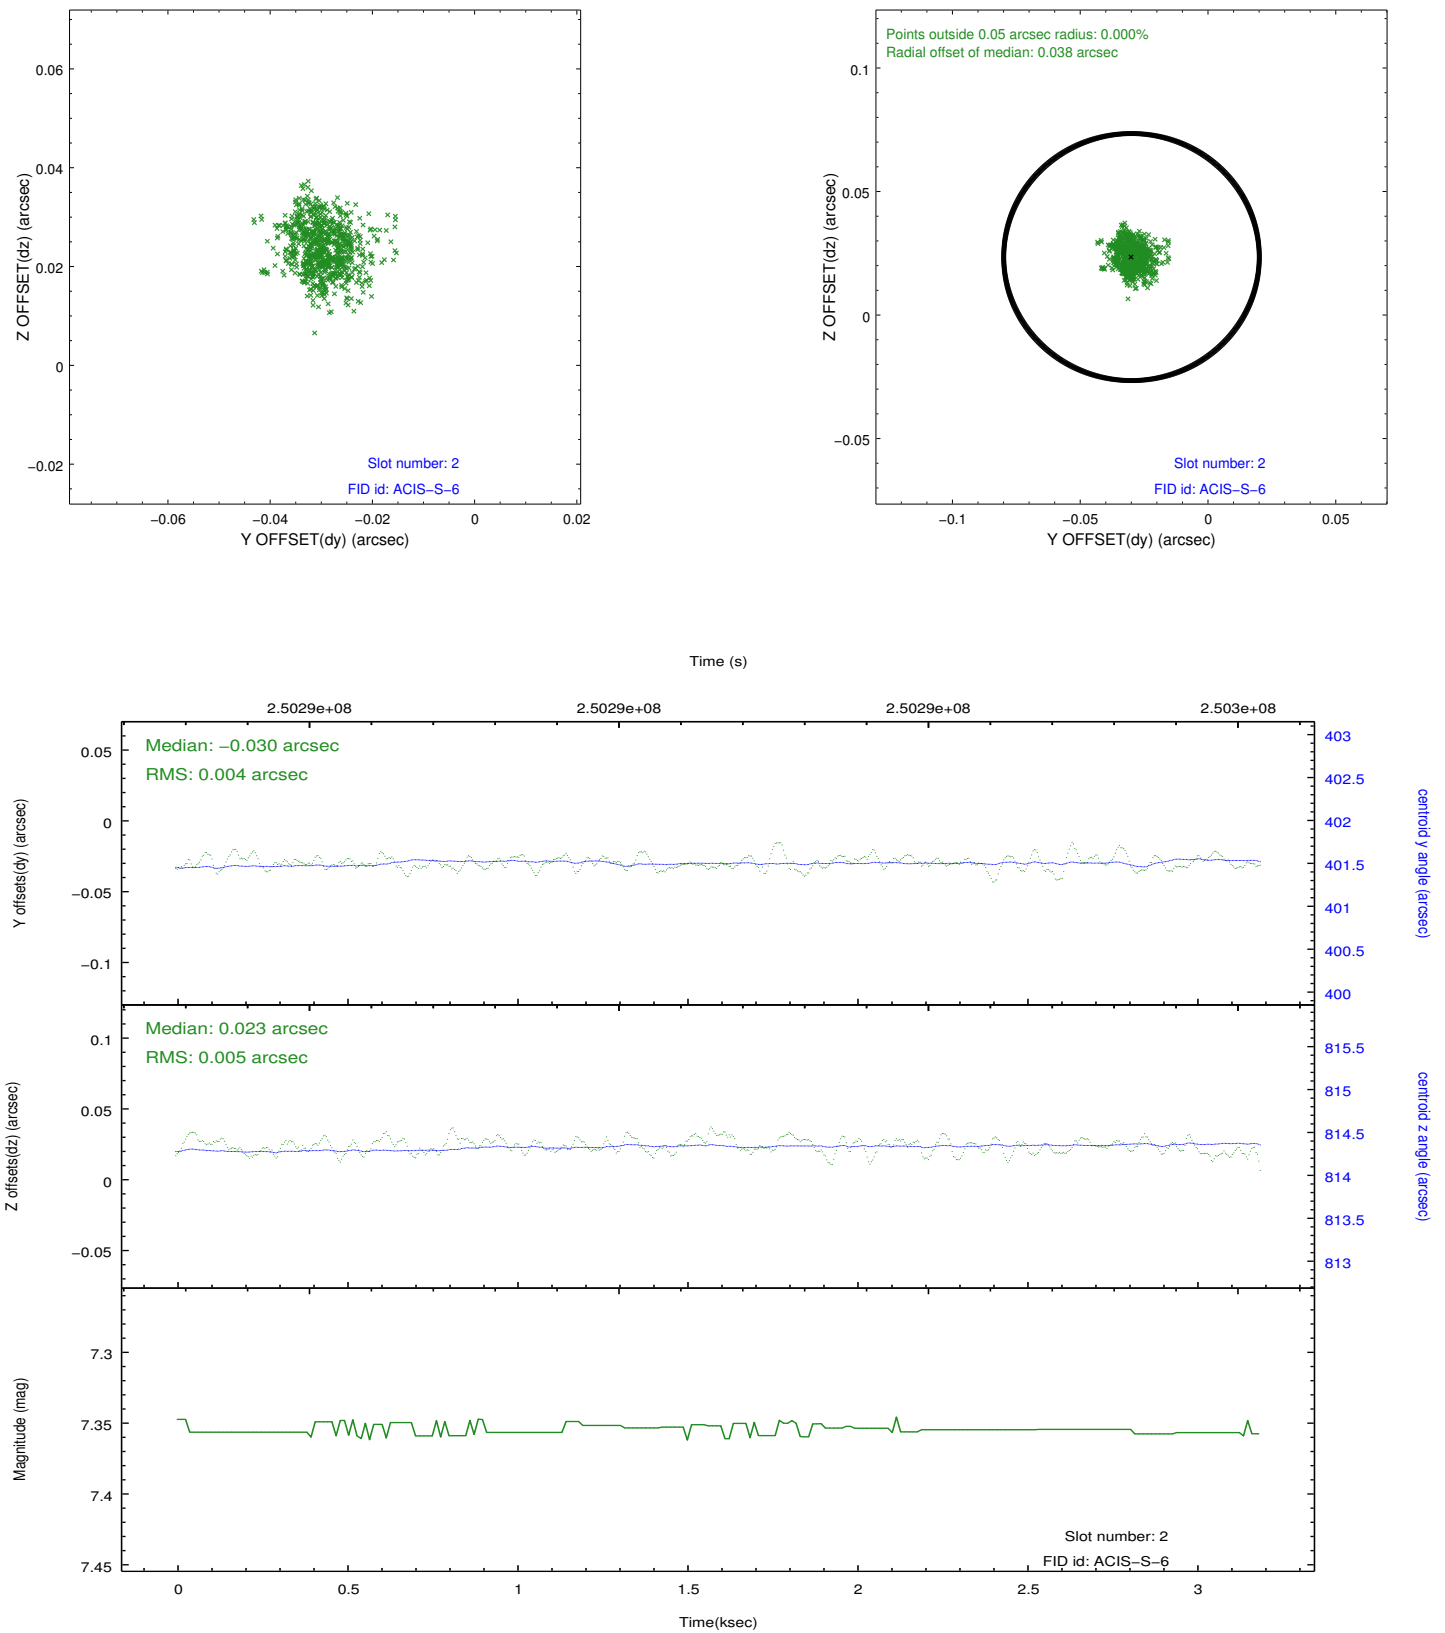 0.06
0.04
0.02
0
−0.02
Z OFFSET(dz) (arcsec)
Slot number: 2
FID id: ACIS−S−6
−0.06
−0.04
−0.02
0
0.02
Y OFFSET(dy) (arcsec)
Points outside 0.05 arcsec radius: 0.000%
Radial offset of median: 0.038 arcsec
0.1
0.05
0
−0.05
Z OFFSET(dz) (arcsec)
Slot number: 2
FID id: ACIS−S−6
−0.1
−0.05
0
0.05
Y OFFSET(dy) (arcsec)
Time (s)
2.5029e+08
2.5029e+08
2.5029e+08
2.503e+08
Median: −0.030 arcsec
RMS: 0.004 arcsec
0.05
0
−0.05
−0.1
Y offsets(dy) (arcsec)
403
402.5
402
401.5
401
400.5
400
centroid y angle (arcsec)
Median: 0.023 arcsec
RMS: 0.005 arcsec
0.1
0.05
0
−0.05
Z offsets(dz) (arcsec)
815.5
815
814.5
814
813.5
813
centroid z angle (arcsec)
7.3
7.35
7.4
7.45
Magnitude (mag)
Slot number: 2
FID id: ACIS−S−6
0
0.5
1
1.5
2
2.5
3
Time(ksec)